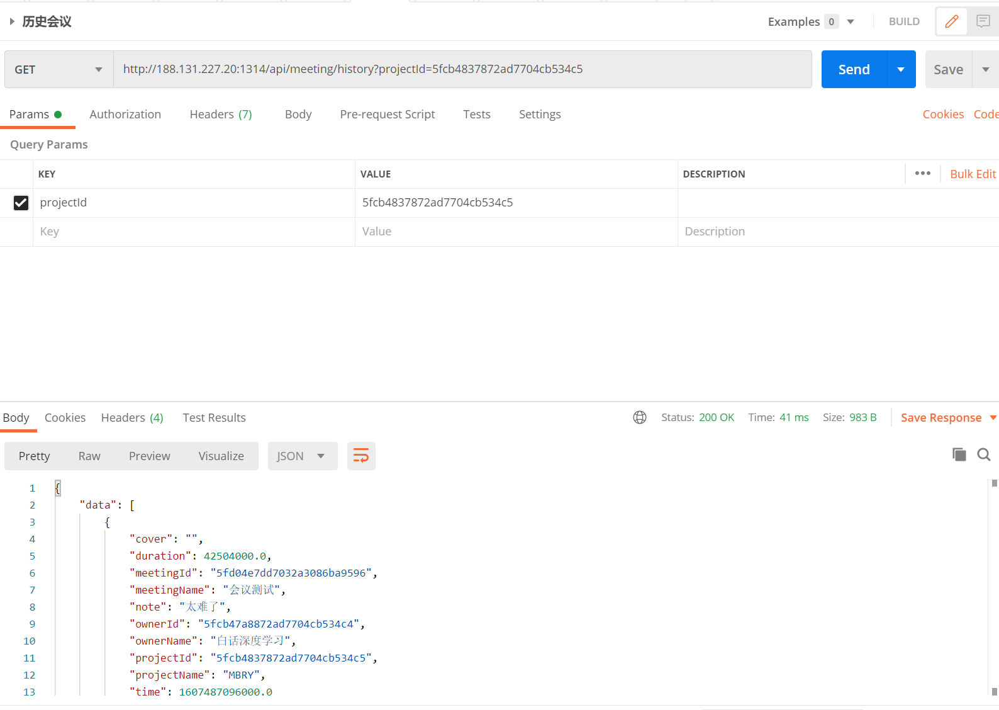 历史会议
Examples 0
BUILD
GET
http://188.131.227.20:1314/api/meeting/history?projectId=5fcb4837872ad7704cb534c5
Send
Save
Params
Authorization
Headers (7)
Body
Pre-request Script
Tests
Settings
Cookies
Code
Query Params
KEY
VALUE
DESCRIPTION
Bulk Edit
projectId
5fcb4837872ad7704cb534c5
Key
Value
Description
Body
Cookies
Headers (4)
Test Results
Status: 200 OK
Time: 41 ms
Size: 983 B
Save Response
Pretty
Raw
Preview
Visualize
JSON
1 {
2 "data": [
3 {
4 "cover": "",
5 "duration": 42504000.0,
6 "meetingId": "5fd04e7dd7032a3086ba9596",
7 "meetingName": "会议测试",
8 "note": "太难了",
9 "ownerId": "5fcb47a8872ad7704cb534c4",
10 "ownerName": "白话深度学习",
11 "projectId": "5fcb4837872ad7704cb534c5",
12 "projectName": "MBRY",
13 "time": 1607487096000.0